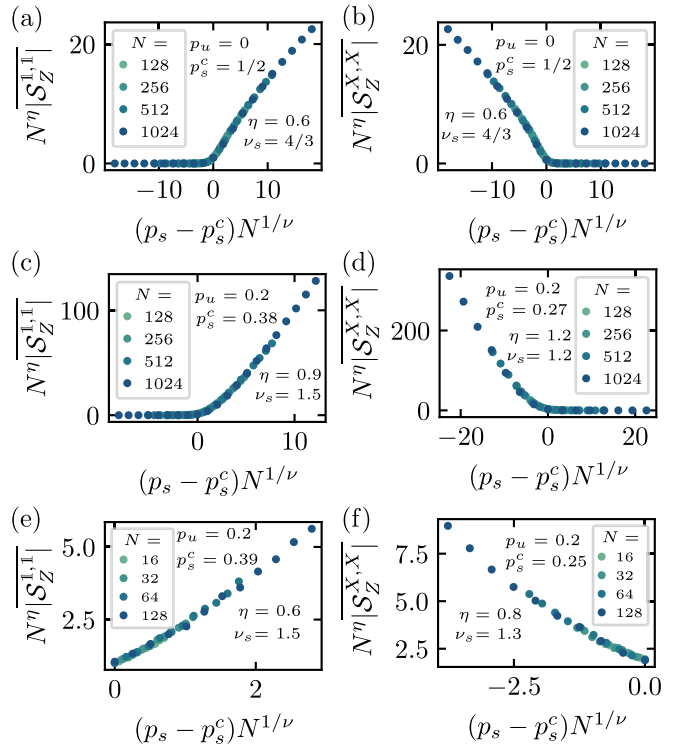 (a)
N^η |S_Z^{1,1}|
20
0
N =
128
256
512
1024
p_u = 0
p_s^c = 1/2
η = 0.6
ν_s = 4/3
−10 0 10
(p_s − p_s^c)N^{1/ν}
(b)
N^η |S_Z^{X,X}|
20
0
p_u = 0
p_s^c = 1/2
N =
128
256
512
1024
η = 0.6
ν_s = 4/3
−10 0 10
(p_s − p_s^c)N^{1/ν}
(c)
N^η |S_Z^{1,1}|
100
0
N =
128
256
512
1024
p_u = 0.2
p_s^c = 0.38
η = 0.9
ν_s = 1.5
0 10
(p_s − p_s^c)N^{1/ν}
(d)
N^η |S_Z^{X,X}|
200
0
p_u = 0.2
p_s^c = 0.27
η = 1.2
ν_s = 1.2
N =
128
256
512
1024
−20 0 20
(p_s − p_s^c)N^{1/ν}
(e)
N^η |S_Z^{1,1}|
5.0
2.5
N =
16
32
64
128
p_u = 0.2
p_s^c = 0.39
η = 0.6
ν_s = 1.5
0 2
(p_s − p_s^c)N^{1/ν}
(f)
N^η |S_Z^{X,X}|
7.5
5.0
2.5
p_u = 0.2
p_s^c = 0.25
N =
16
32
64
128
η = 0.8
ν_s = 1.3
−2.5 0.0
(p_s − p_s^c)N^{1/ν}